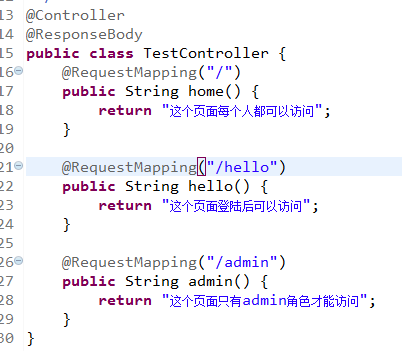 13 @Controller
14 @ResponseBody
15 public class TestController {
16 @RequestMapping("/")
17 public String home() {
18 return "这个页面每个人都可以访问";
19 }
20
21 @RequestMapping("/hello")
22 public String hello() {
23 return "这个页面登陆后可以访问";
24 }
25
26 @RequestMapping("/admin")
27 public String admin() {
28 return "这个页面只有admin角色才能访问";
29 }
30 }